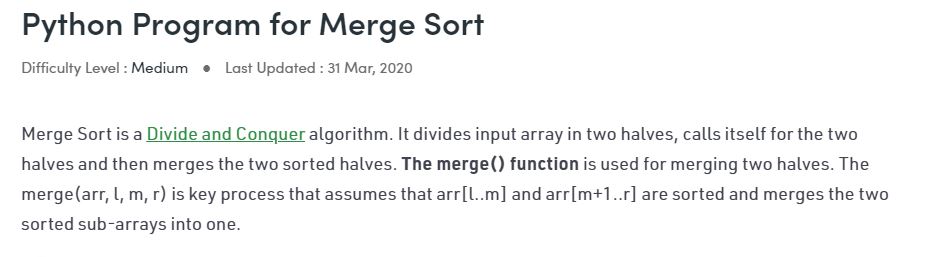 Python Program for Merge Sort
Difficulty Level : Medium ● Last Updated : 31 Mar, 2020
Merge Sort is a Divide and Conquer algorithm. It divides input array in two halves, calls itself for the two
halves and then merges the two sorted halves. The merge() function is used for merging two halves. The
merge(arr, l, m, r) is key process that assumes that arr[l..m] and arr[m+1..r] are sorted and merges the two
sorted sub-arrays into one.